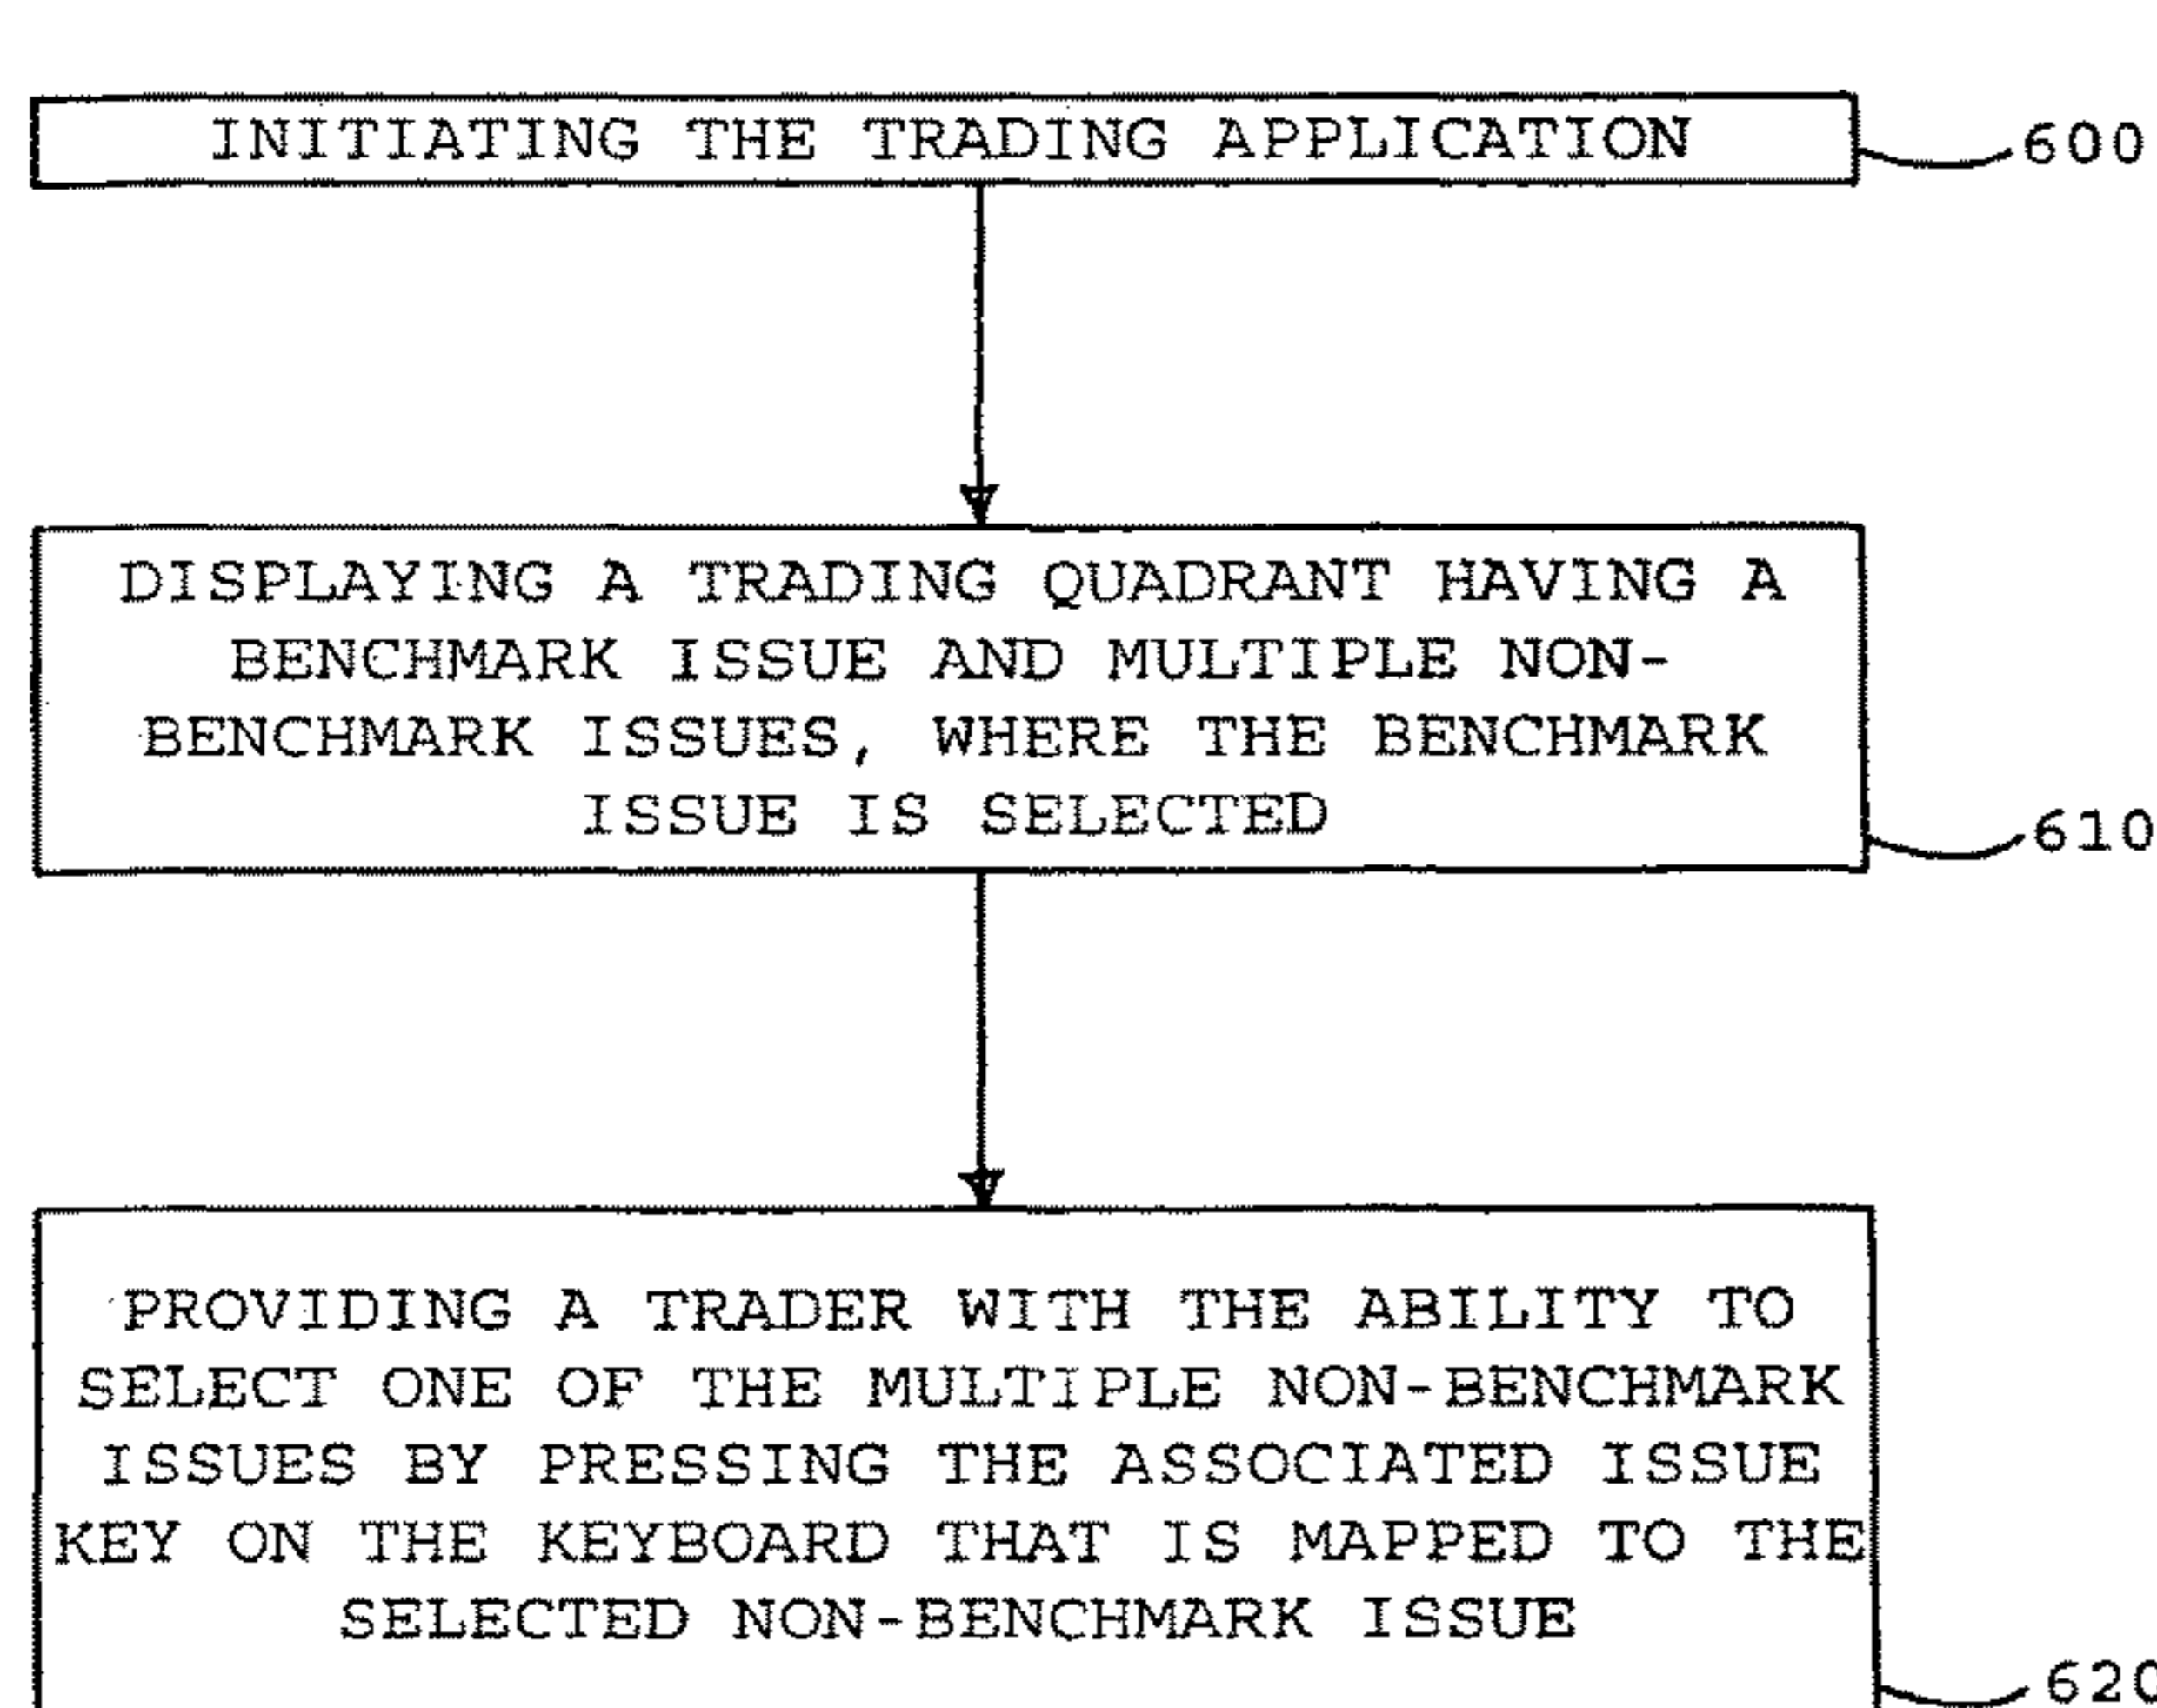 INITIATING THE TRADING APPLICATION
600
DISPLAYING A TRADING QUADRANT HAVING A
BENCHMARK ISSUE AND MULTIPLE NON-
BENCHMARK ISSUES, WHERE THE BENCHMARK
ISSUE IS SELECTED
610
PROVIDING A TRADER WITH THE ABILITY TO
SELECT ONE OF THE MULTIPLE NON-BENCHMARK
ISSUES BY PRESSING THE ASSOCIATED ISSUE
KEY ON THE KEYBOARD THAT IS MAPPED TO THE
SELECTED NON-BENCHMARK ISSUE
620